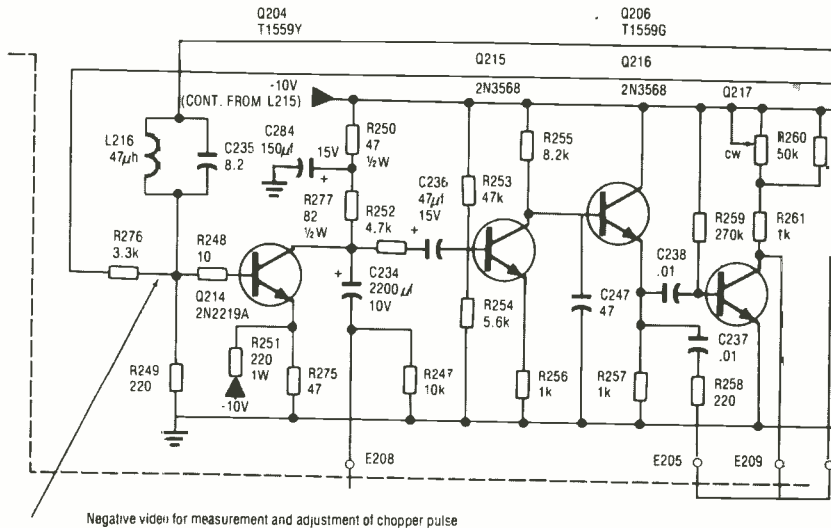 Q204
T1559Y
Q206
T1559G
Q215
2N3568
Q216
2N3568
Q217
-10V
(CONT. FROM L215)
L216
47µh
C235
8.2
C284
150µf
15V
+
R250
47
½W
R277
82
½W
R252
4.7k
C236
47µf
15V
+
R253
47k
R255
8.2k
cw
R260
50k
R259
270k
R261
1k
R276
3.3k
R248
10
Q214
2N2219A
+
C234
2200µf
10V
R254
5.6k
C247
47
C238
.01
C237
.01
R251
220
1W
-10V
R249
220
R275
47
R247
10k
R256
1k
R257
1k
R258
220
E208
E205
E209
Negative video for measurement and adjustment of chopper pulse